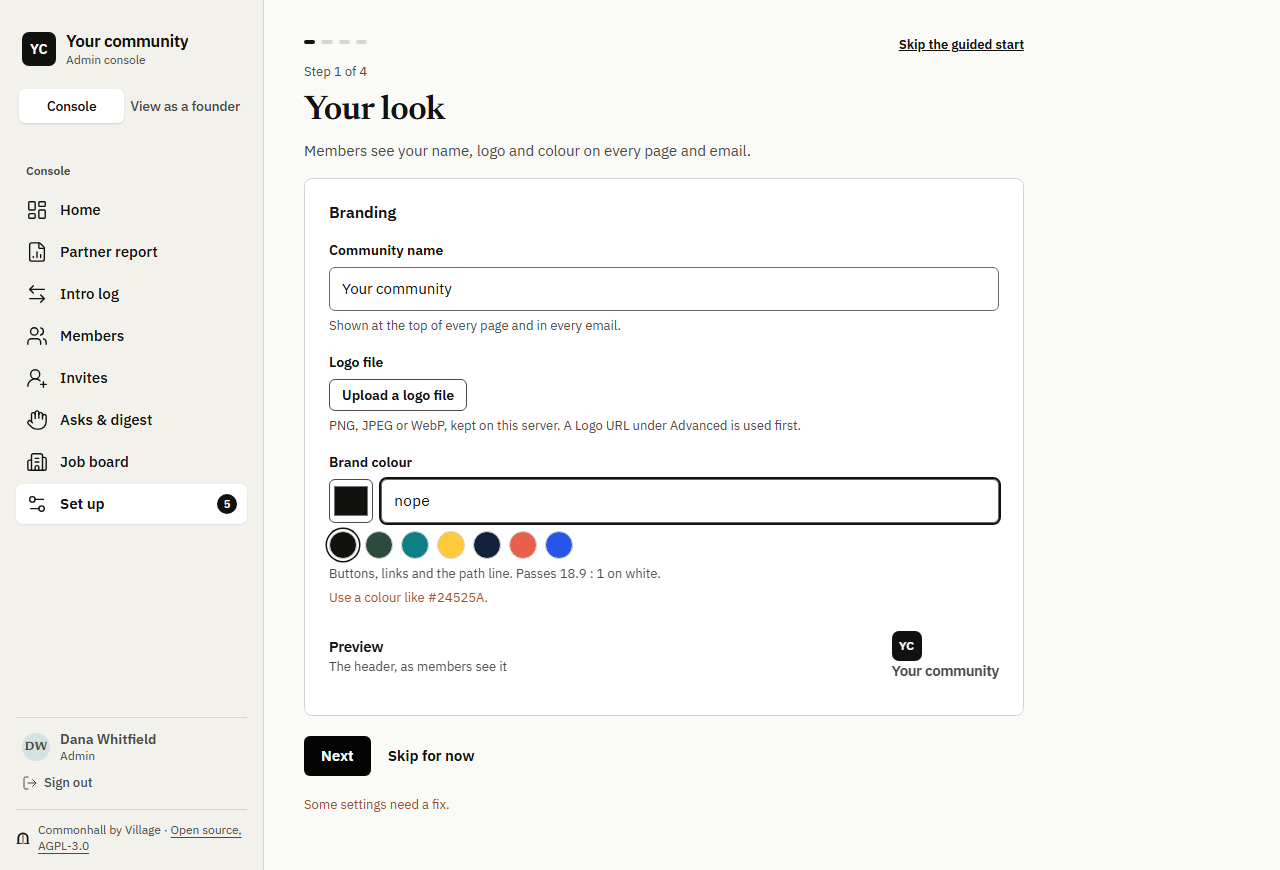 YC
Your community
Admin console
Console
View as a founder
Console
Home
Partner report
Intro log
Members
Invites
Asks & digest
Job board
Set up
5
DW
Dana Whitfield
Admin
Sign out
Commonhall by Village · Open source,
AGPL-3.0
Skip the guided start
Step 1 of 4
Your look
Members see your name, logo and colour on every page and email.
Branding
Community name
Your community
Shown at the top of every page and in every email.
Logo file
Upload a logo file
PNG, JPEG or WebP, kept on this server. A Logo URL under Advanced is used first.
Brand colour
nope
Buttons, links and the path line. Passes 18.9 : 1 on white.
Use a colour like #24525A.
Preview
The header, as members see it
YC
Your community
Next
Skip for now
Some settings need a fix.